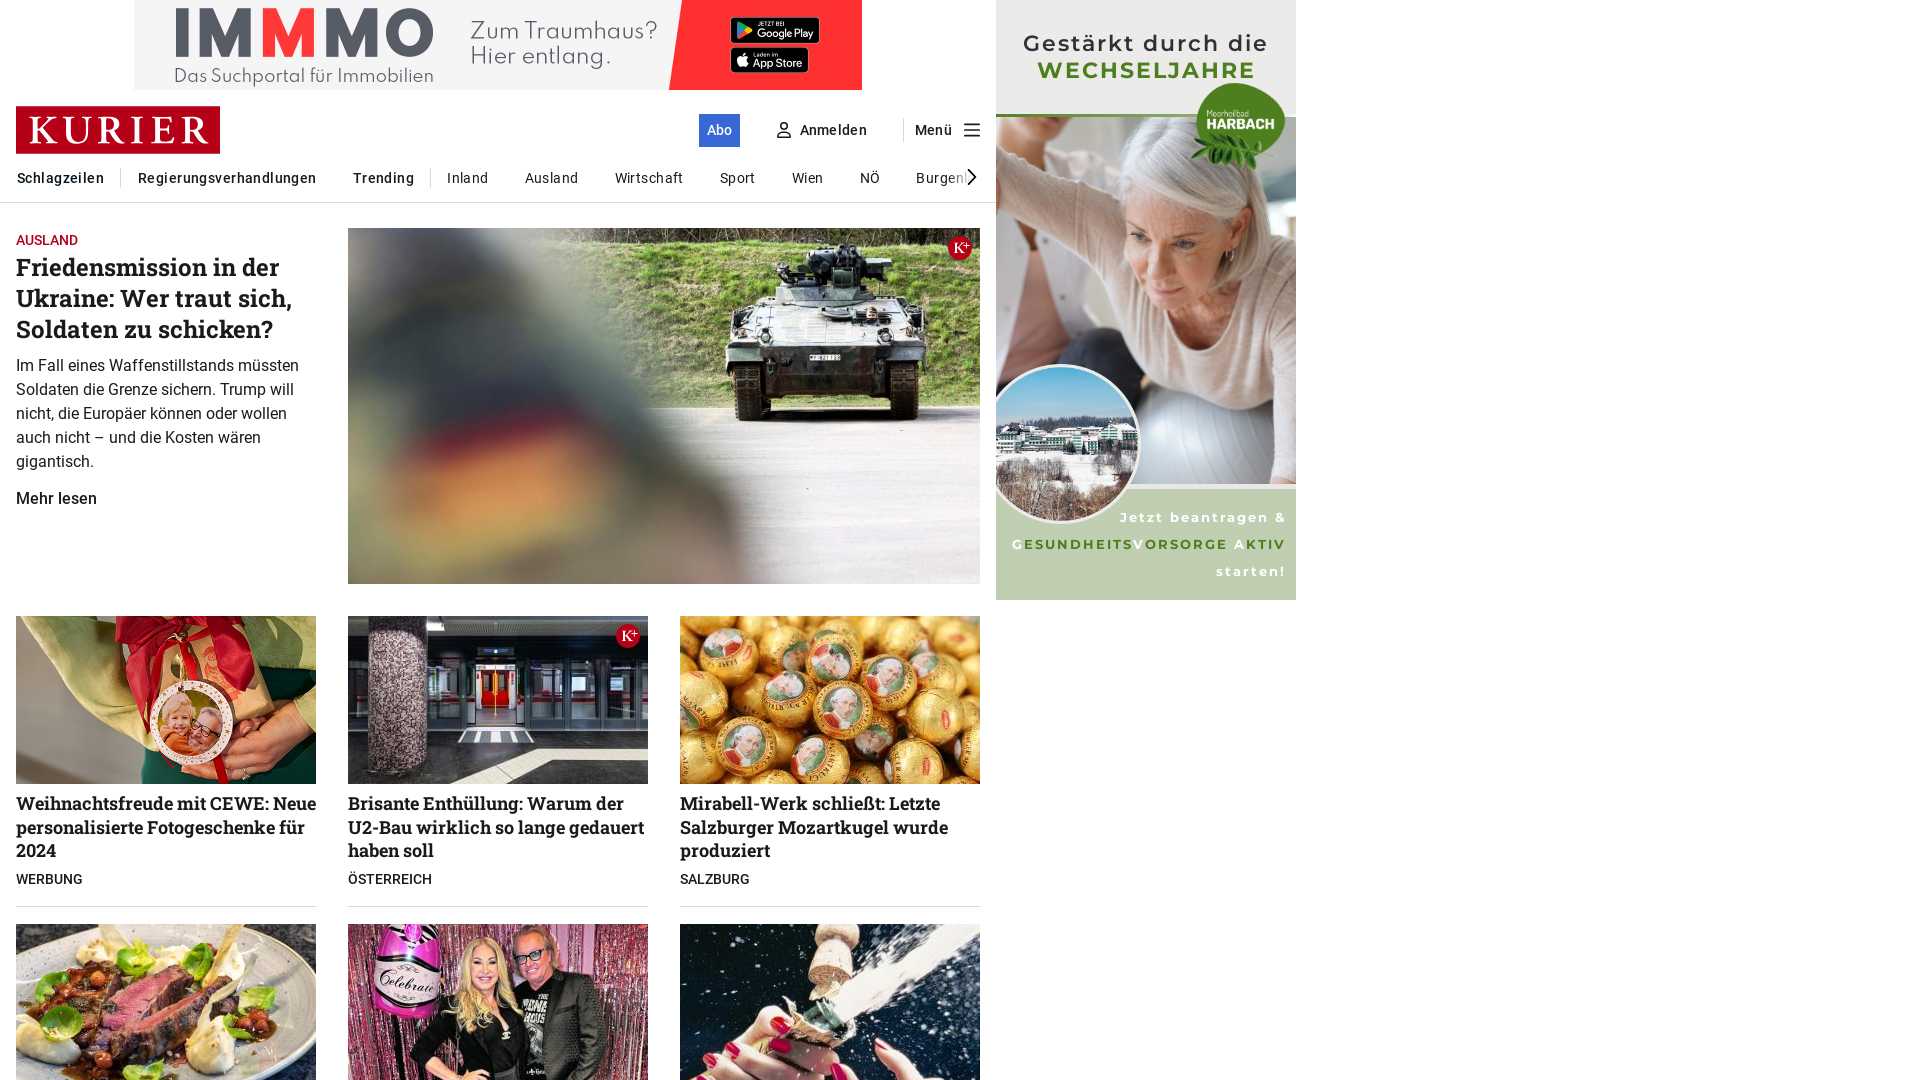 IMMMO
Das Suchportal für Immobilien
Zum Traumhaus?
Hier entlang.
JETZT BEI
Google Play
Laden im
App Store
Gestärkt durch die
WECHSELJAHRE
Moorheilbad
HARBACH
KURIER
Abo
Anmelden
Menü
Schlagzeilen
Regierungsverhandlungen
Trending
Inland
Ausland
Wirtschaft
Sport
Wien
NÖ
AUSLAND
Friedensmission in der
Ukraine: Wer traut sich,
Soldaten zu schicken?
Im Fall eines Waffenstillstands müssten
Soldaten die Grenze sichern. Trump will
nicht, die Europäer können oder wollen
auch nicht – und die Kosten wären
gigantisch.
Mehr lesen
K+
Jetzt beantragen &
GESUNDHEITSVORSORGE AKTIV
starten!
K+
Weihnachtsfreude mit CEWE: Neue
personalisierte Fotogeschenke für
2024
WERBUNG
Brisante Enthüllung: Warum der
U2-Bau wirklich so lange gedauert
haben soll
ÖSTERREICH
Mirabell-Werk schließt: Letzte
Salzburger Mozartkugel wurde
produziert
SALZBURG
Celebrate